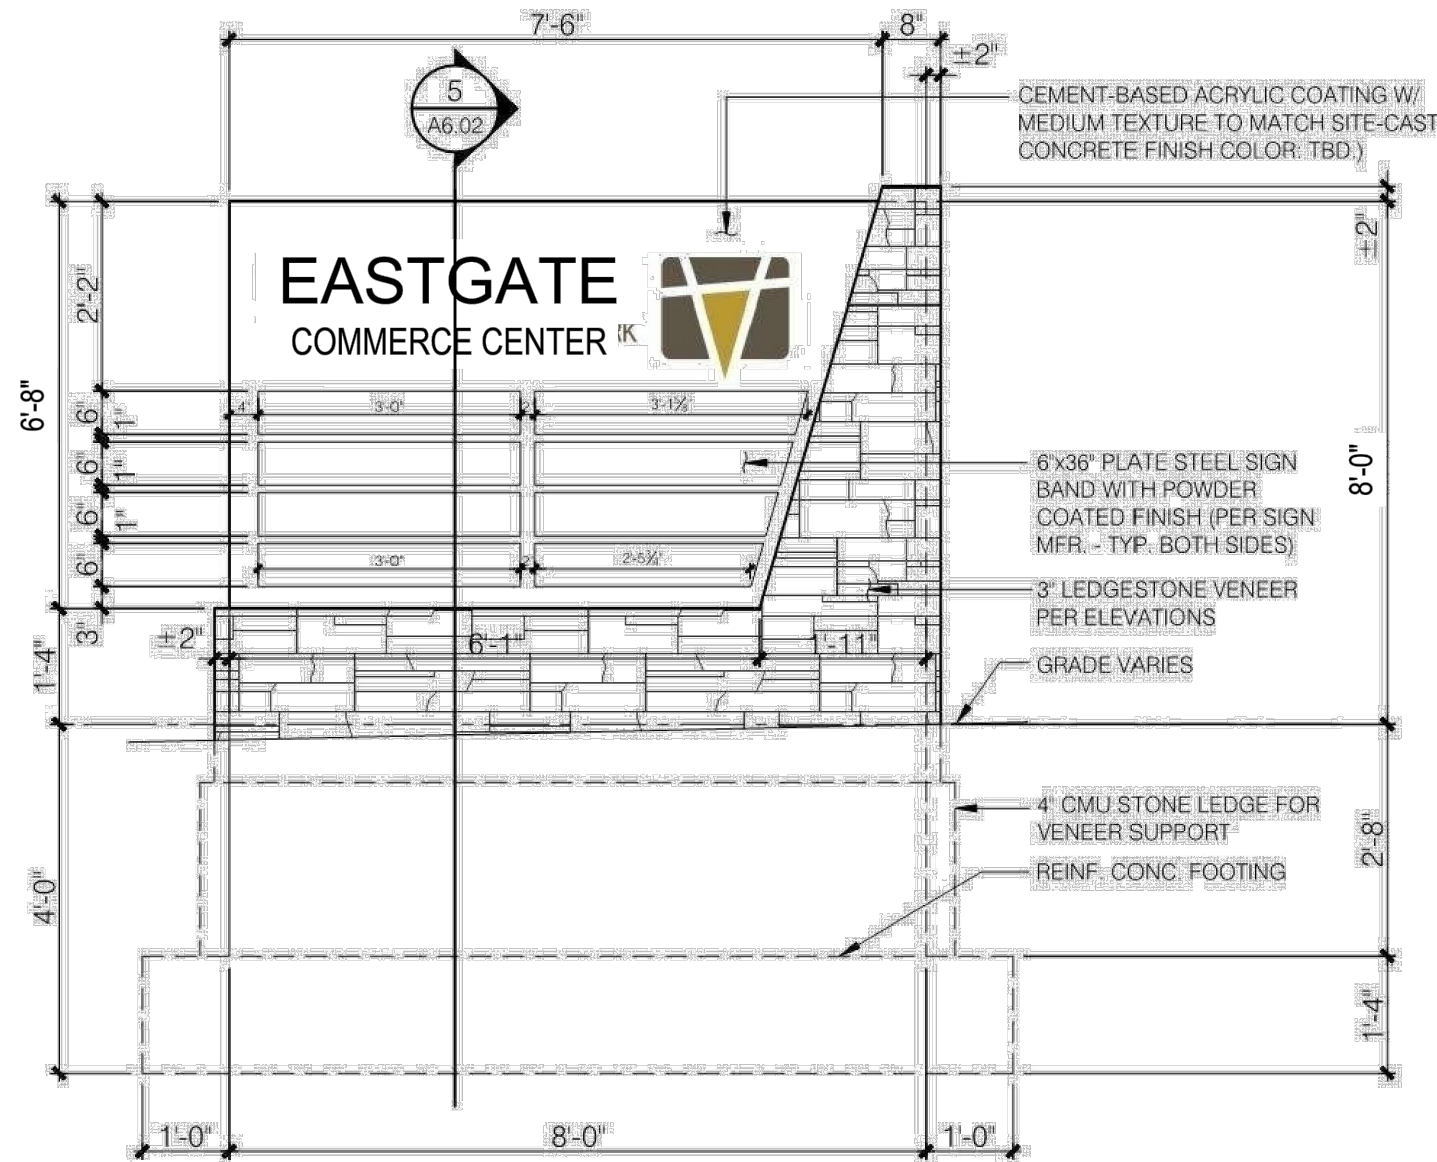 7'-6"
8"
±2"
5
A6.02
CEMENT-BASED ACRYLIC COATING W/
MEDIUM TEXTURE TO MATCH SITE-CAST
CONCRETE FINISH COLOR: TBD.)
±2"
2'-2"
EASTGATE
COMMERCE CENTER
6'-8"
6"
1"
4"
3'-0"
2"
6"
1"
6"
1"
6"
3'-0"
2"
3"
8'-0"
6"x36" PLATE STEEL SIGN
BAND WITH POWDER
COATED FINISH (PER SIGN
MFR. - TYP. BOTH SIDES)
3" LEDGESTONE VENEER
PER ELEVATIONS
±2"
6'-1"
1'-11"
1'-4"
GRADE VARIES
4" CMU STONE LEDGE FOR
VENEER SUPPORT
2'-8"
REINF. CONC. FOOTING
4'-0"
1'-4"
1'-0"
8'-0"
1'-0"